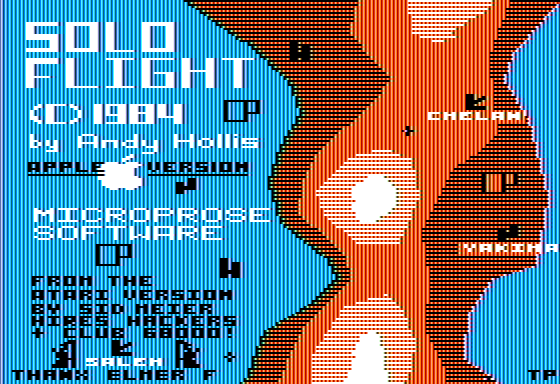 SOLO
FLIGHT
(C) 1984
by Andy Hollis
APPLE VERSION
MICROPROSE
SOFTWARE
FROM THE
ATARI VERSION
BY SID MEIER
HIRES HACKERS
+ CLUB 68000!
SALEM
THANX ELMER F
CHELAN
YAKIMA
TR